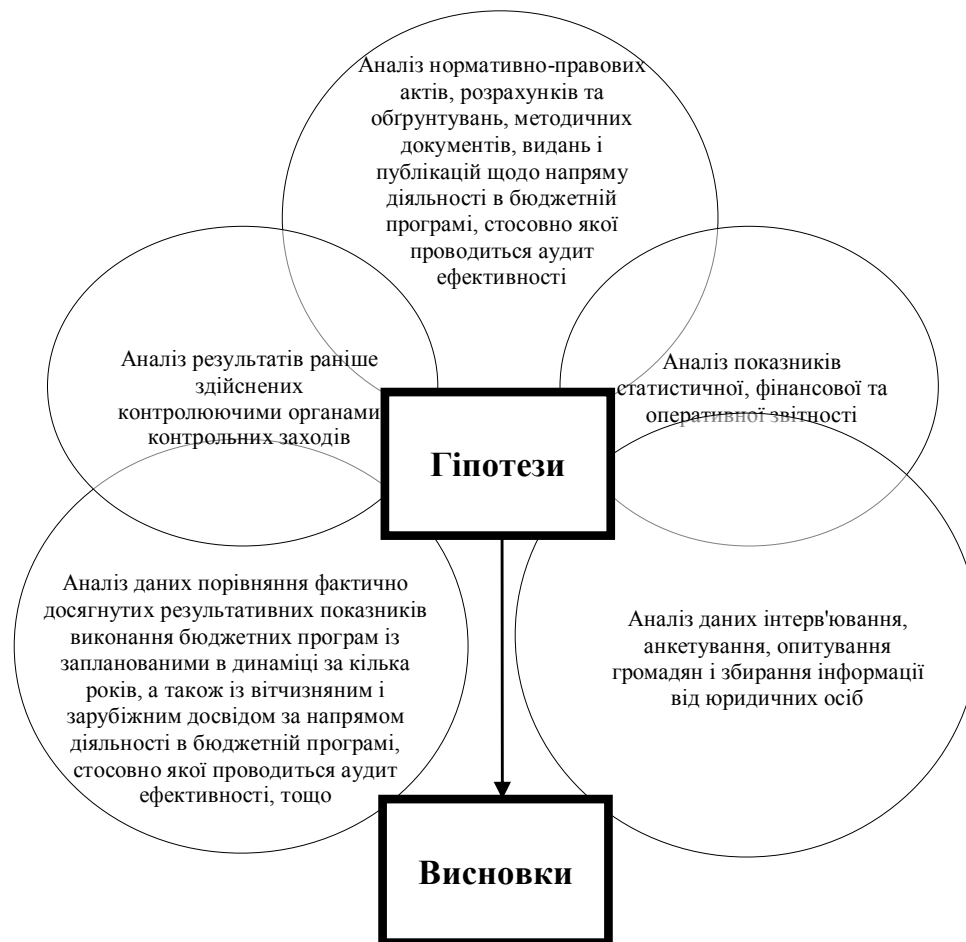 Аналіз нормативно-правових
актів, розрахунків та
обґрунтувань, методичних
документів, видань і
публікацій щодо напряму
діяльності в бюджетній
програмі, стосовно якої
проводиться аудит
ефективності
Аналіз результатів раніше
здійснених
контролюючими органами
контрольних заходів
Аналіз показників
статистичної, фінансової та
оперативної звітності
Гіпотези
Аналіз даних порівняння фактично
досягнутих результативних показників
виконання бюджетних програм із
запланованими в динаміці за кілька
років, а також із вітчизняним і
зарубіжним досвідом за напрямом
діяльності в бюджетній програмі,
стосовно якої проводиться аудит
ефективності, тощо
Аналіз даних інтерв'ювання,
анкетування, опитування
громадян і збирання інформації
від юридичних осіб
Висновки